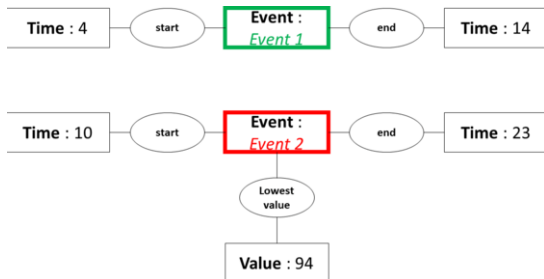 Time : 4
start
Event :
Event 1
end
Time : 14
Time : 10
start
Event :
Event 2
end
Time : 23
Lowest
value
Value : 94